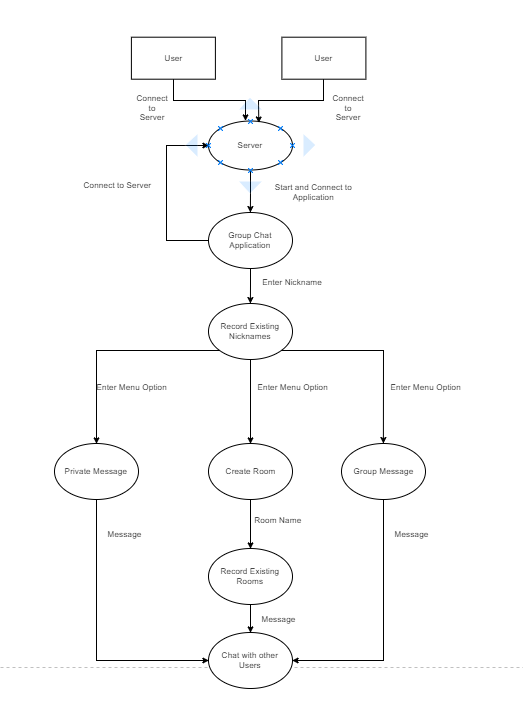 User
User
Connect
to
Server
Connect
to
Server
Server
Connect to Server
Start and Connect to
Application
Group Chat
Application
Enter Nickname
Record Existing
Nicknames
Enter Menu Option
Enter Menu Option
Enter Menu Option
Private Message
Create Room
Group Message
Room Name
Message
Message
Record Existing
Rooms
Message
Chat with other
Users